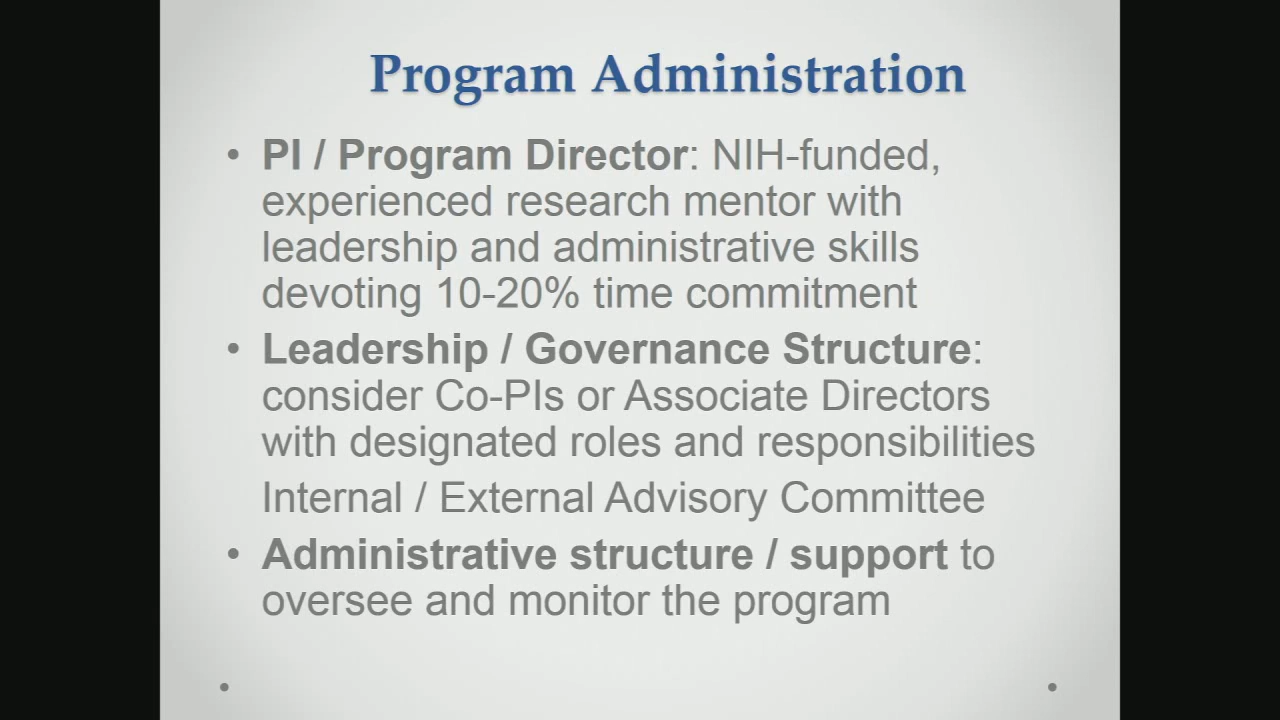 Program Administration
• PI / Program Director: NIH-funded,
experienced research mentor with
leadership and administrative skills
devoting 10-20% time commitment
• Leadership / Governance Structure:
consider Co-PIs or Associate Directors
with designated roles and responsibilities
Internal / External Advisory Committee
• Administrative structure / support to
oversee and monitor the program